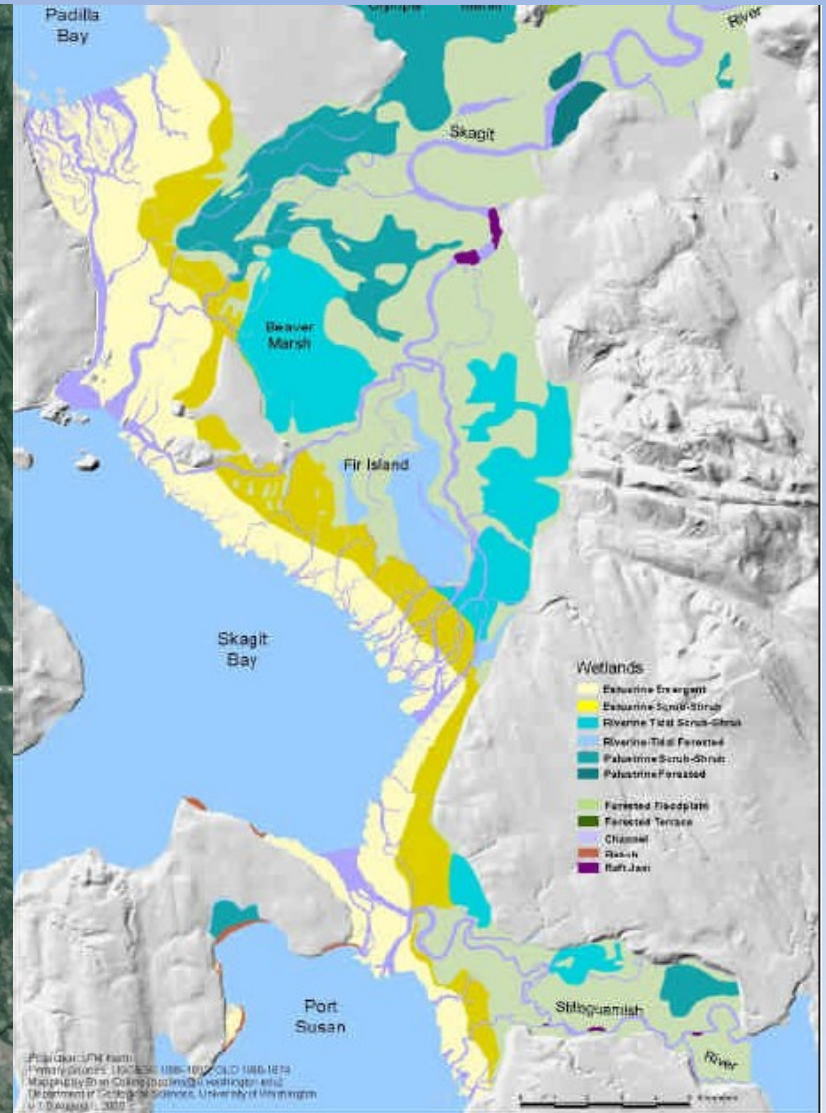 Padilla
Bay
Marsh
River
Skagit
Beaver
Marsh
Fir Island
Skagit
Bay
Wetlands
Estuarine Emergent
Estuarine Scrub-Shrub
Riverine Tidal Scrub-Shrub
Riverine-Tidal Forested
Palustrine Scrub-Shrub
Palustrine Forested
Forested Floodplain
Forested Terrace
Channel
Beach
Raft Jam
Port
Susan
Stillaguamish
River
Department of Geological Sciences, University of Washington